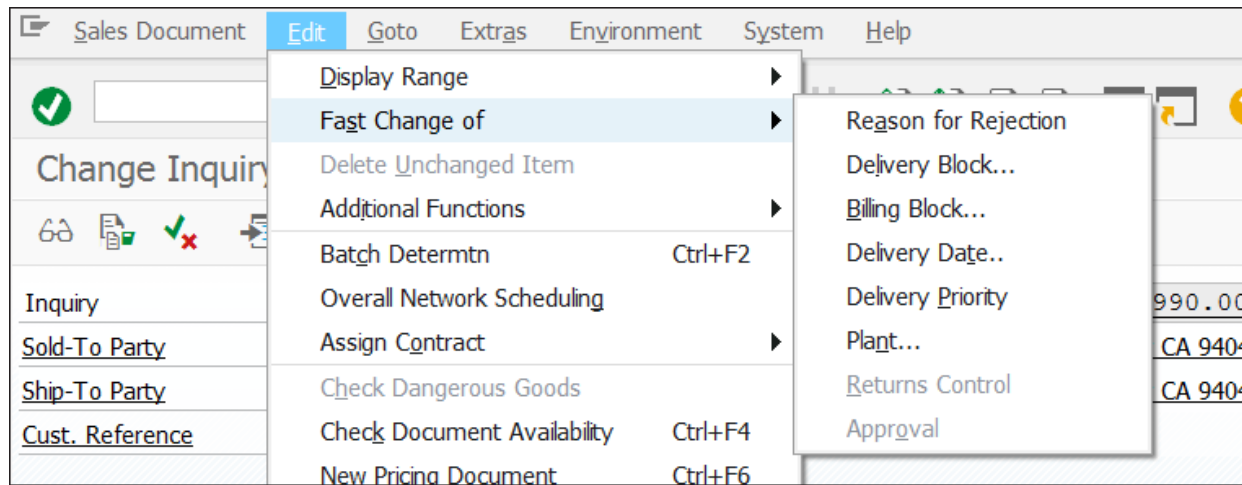 Sales Document Edit Goto Extras Environment System Help
Display Range
Fast Change of
Delete Unchanged Item
Additional Functions
Batch Determtn Ctrl+F2
Overall Network Scheduling
Assign Contract
Check Dangerous Goods
Check Document Availability Ctrl+F4
New Pricing Document Ctrl+F6
Reason for Rejection
Delivery Block...
Billing Block...
Delivery Date..
Delivery Priority
Plant...
Returns Control
Approval
Change Inquiry
Inquiry 990.00
Sold-To Party CA 9404
Ship-To Party CA 9404
Cust. Reference